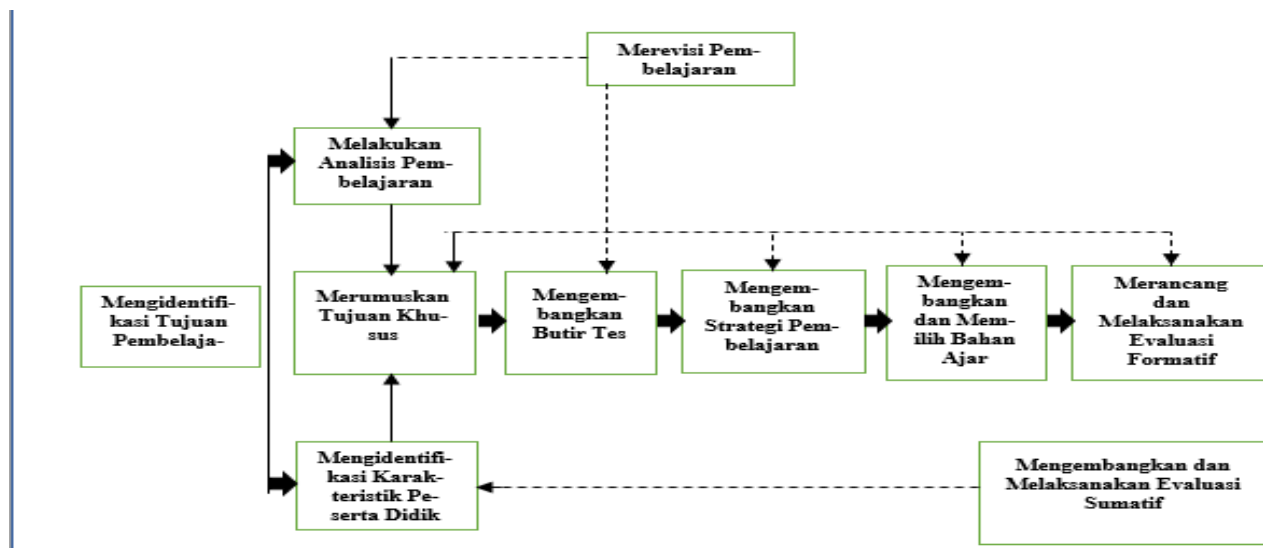 Merevisi Pem-
belajaran
Melakukan
Analisis Pem-
belajaran
Mengidentifi-
kasi Tujuan
Pembelaja-
Merumuskan
Tujuan Khu-
sus
Mengem-
bangkan
Butir Tes
Mengem-
bangkan
Strategi Pem-
belajaran
Mengem-
bangkan
dan Mem-
ilih Bahan
Ajar
Merancang
dan
Melaksanakan
Evaluasi
Formatif
Mengidentifi-
kasi Karak-
teristik Pe-
serta Didik
Mengembangkan dan
Melaksanakan Evaluasi
Sumatif